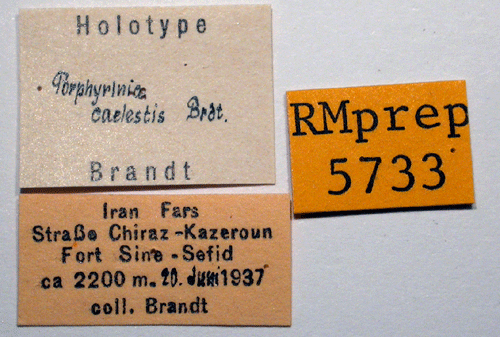 Holotype
Porphyrinia
caelestis Brdt.
Brandt
RMprep
5733
Iran Fars
Straße Chiraz-Kazeroun
Fort Sine-Sefid
ca 2200 m. 20. Juni 1937
coll. Brandt